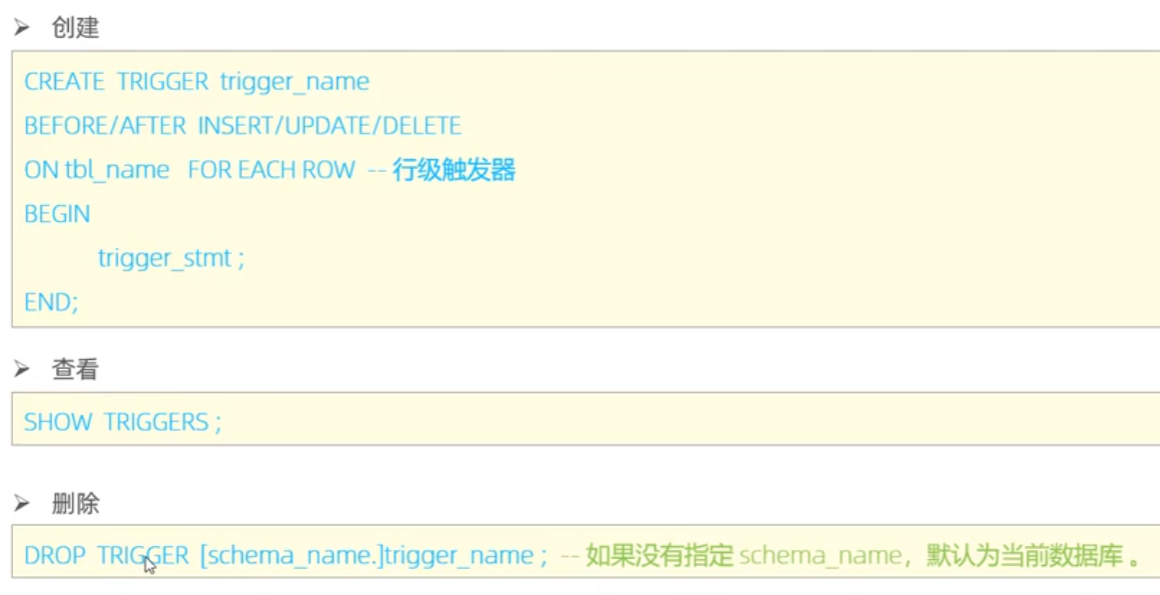 ➢ 创建
CREATE TRIGGER trigger_name
BEFORE/AFTER INSERT/UPDATE/DELETE
ON tbl_name FOR EACH ROW -- 行级触发器
BEGIN
trigger_stmt ;
END;
➢ 查看
SHOW TRIGGERS ;
➢ 删除
DROP TRIGGER [schema_name.]trigger_name ; -- 如果没有指定 schema_name，默认为当前数据库 。